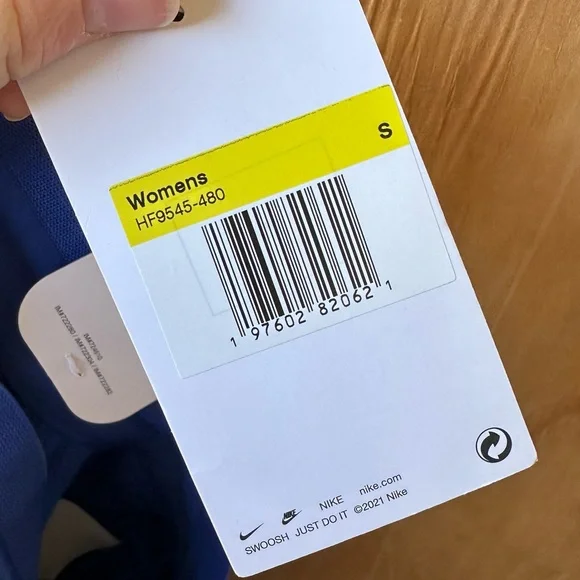 S
Womens
HF9545-480
1 97602 82062 1
NIKE nike.com
SWOOSH JUST DO IT ©2021 Nike